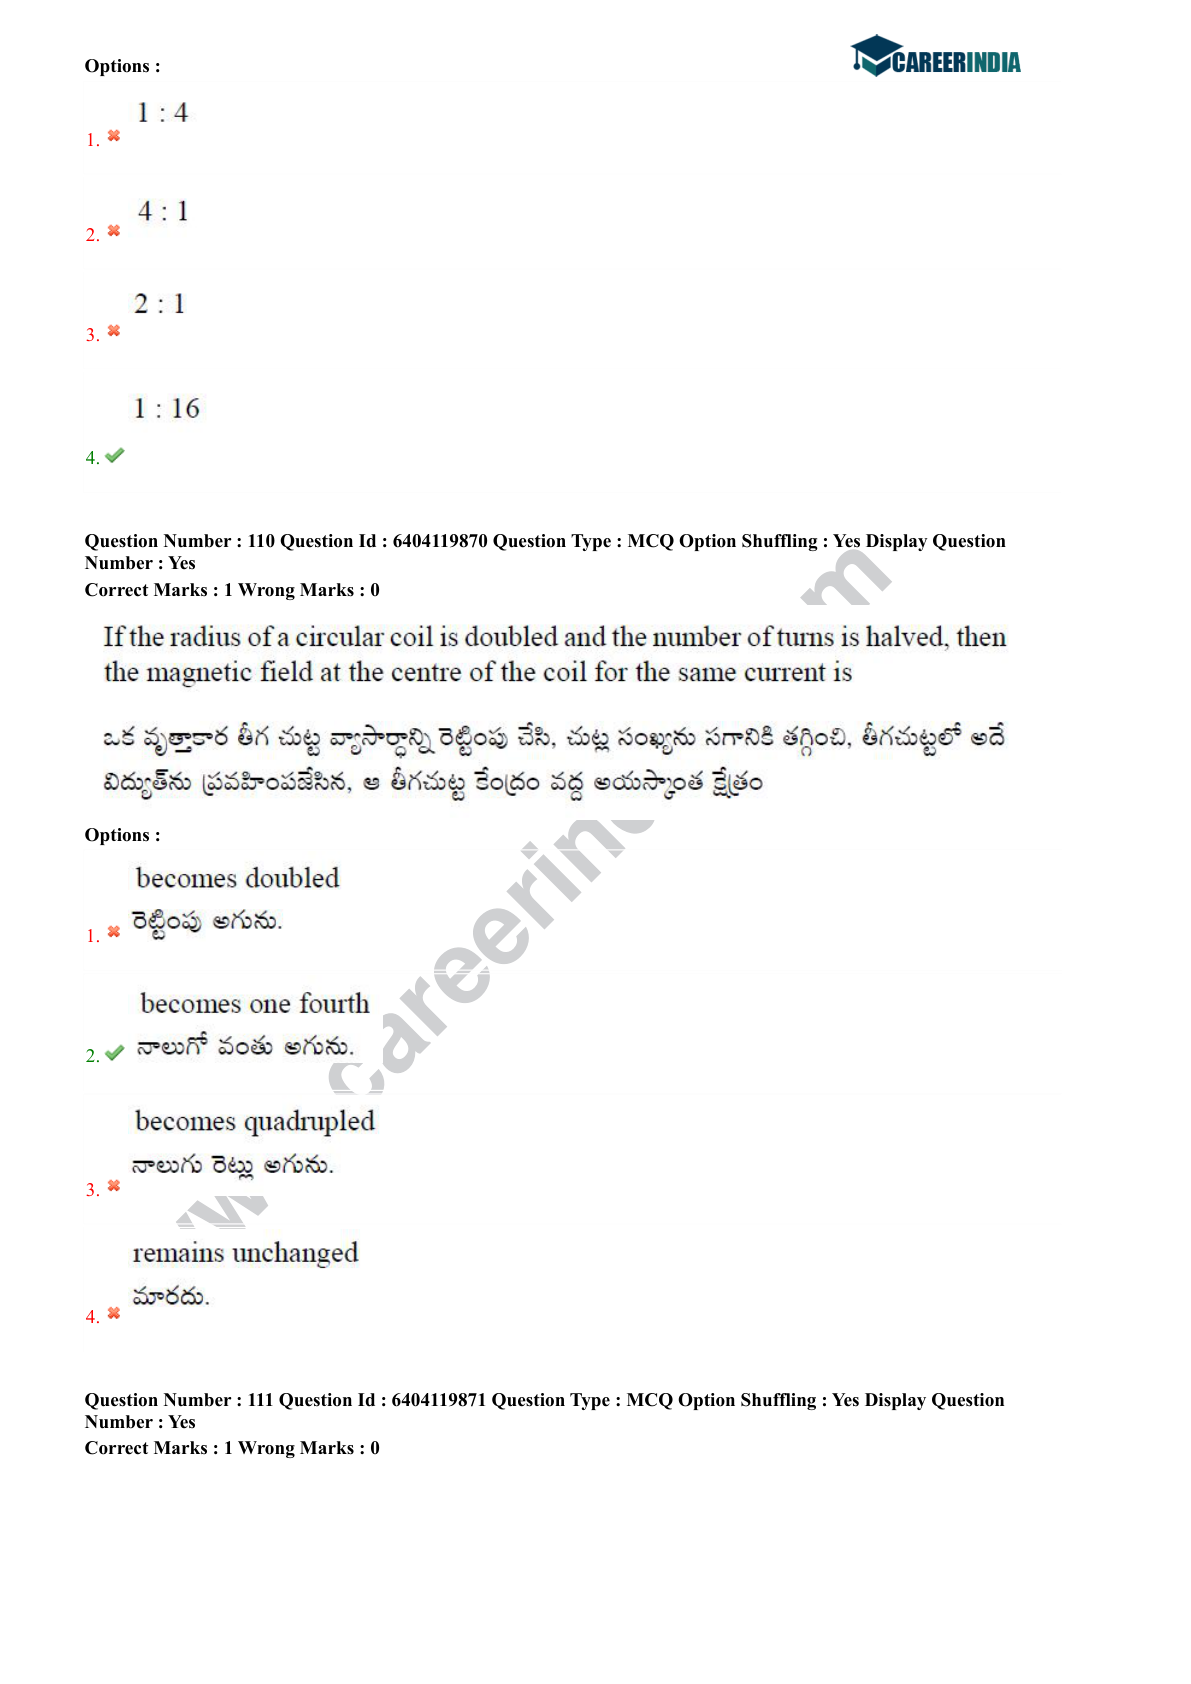 CAREERINDIA
Options :
1 : 4
1.
4 : 1
2.
2 : 1
3.
1 : 16
4.
Question Number : 110 Question Id : 6404119870 Question Type : MCQ Option Shuffling : Yes Display Question
Number : Yes
Correct Marks : 1 Wrong Marks : 0
If the radius of a circular coil is doubled and the number of turns is halved, then
the magnetic field at the centre of the coil for the same current is
ఒక వృత్తాకార తీగ చుట్ట వ్యాసార్ధాన్ని రెట్టింపు చేసి, చుట్ల సంఖ్యను సగానికి తగ్గించి, తీగచుట్టలో అదే
విద్యుత్‌ను ప్రవహింపజేసిన, ఆ తీగచుట్ట కేంద్రం వద్ద అయస్కాంత క్షేత్రం
Options :
becomes doubled
రెట్టింపు అగును.
1.
becomes one fourth
నాలుగో వంతు అగును.
2.
becomes quadrupled
నాలుగు రెట్లు అగును.
3.
remains unchanged
మారదు.
4.
Question Number : 111 Question Id : 6404119871 Question Type : MCQ Option Shuffling : Yes Display Question
Number : Yes
Correct Marks : 1 Wrong Marks : 0